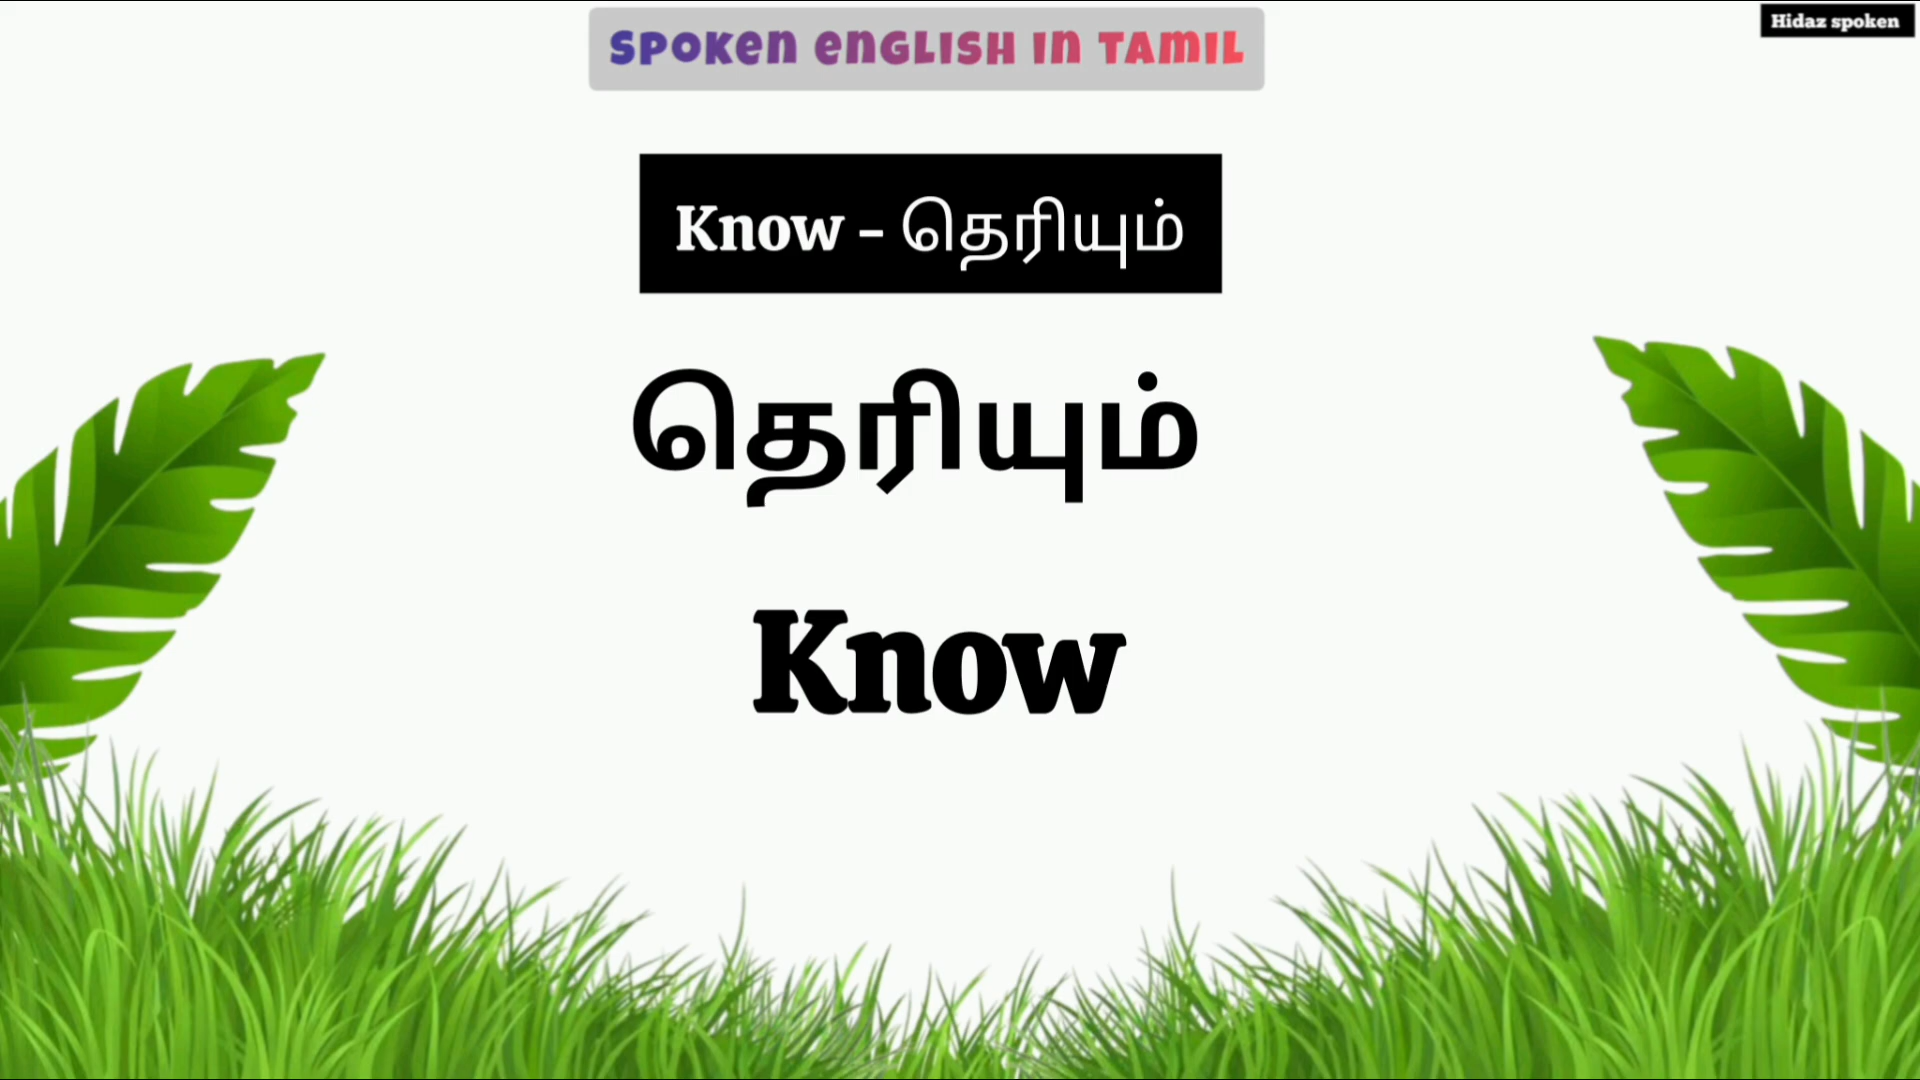 SPOKEN ENGLISH IN TAMIL
Hidaz spoken
Know - தெரியும்
தெரியும்
Know